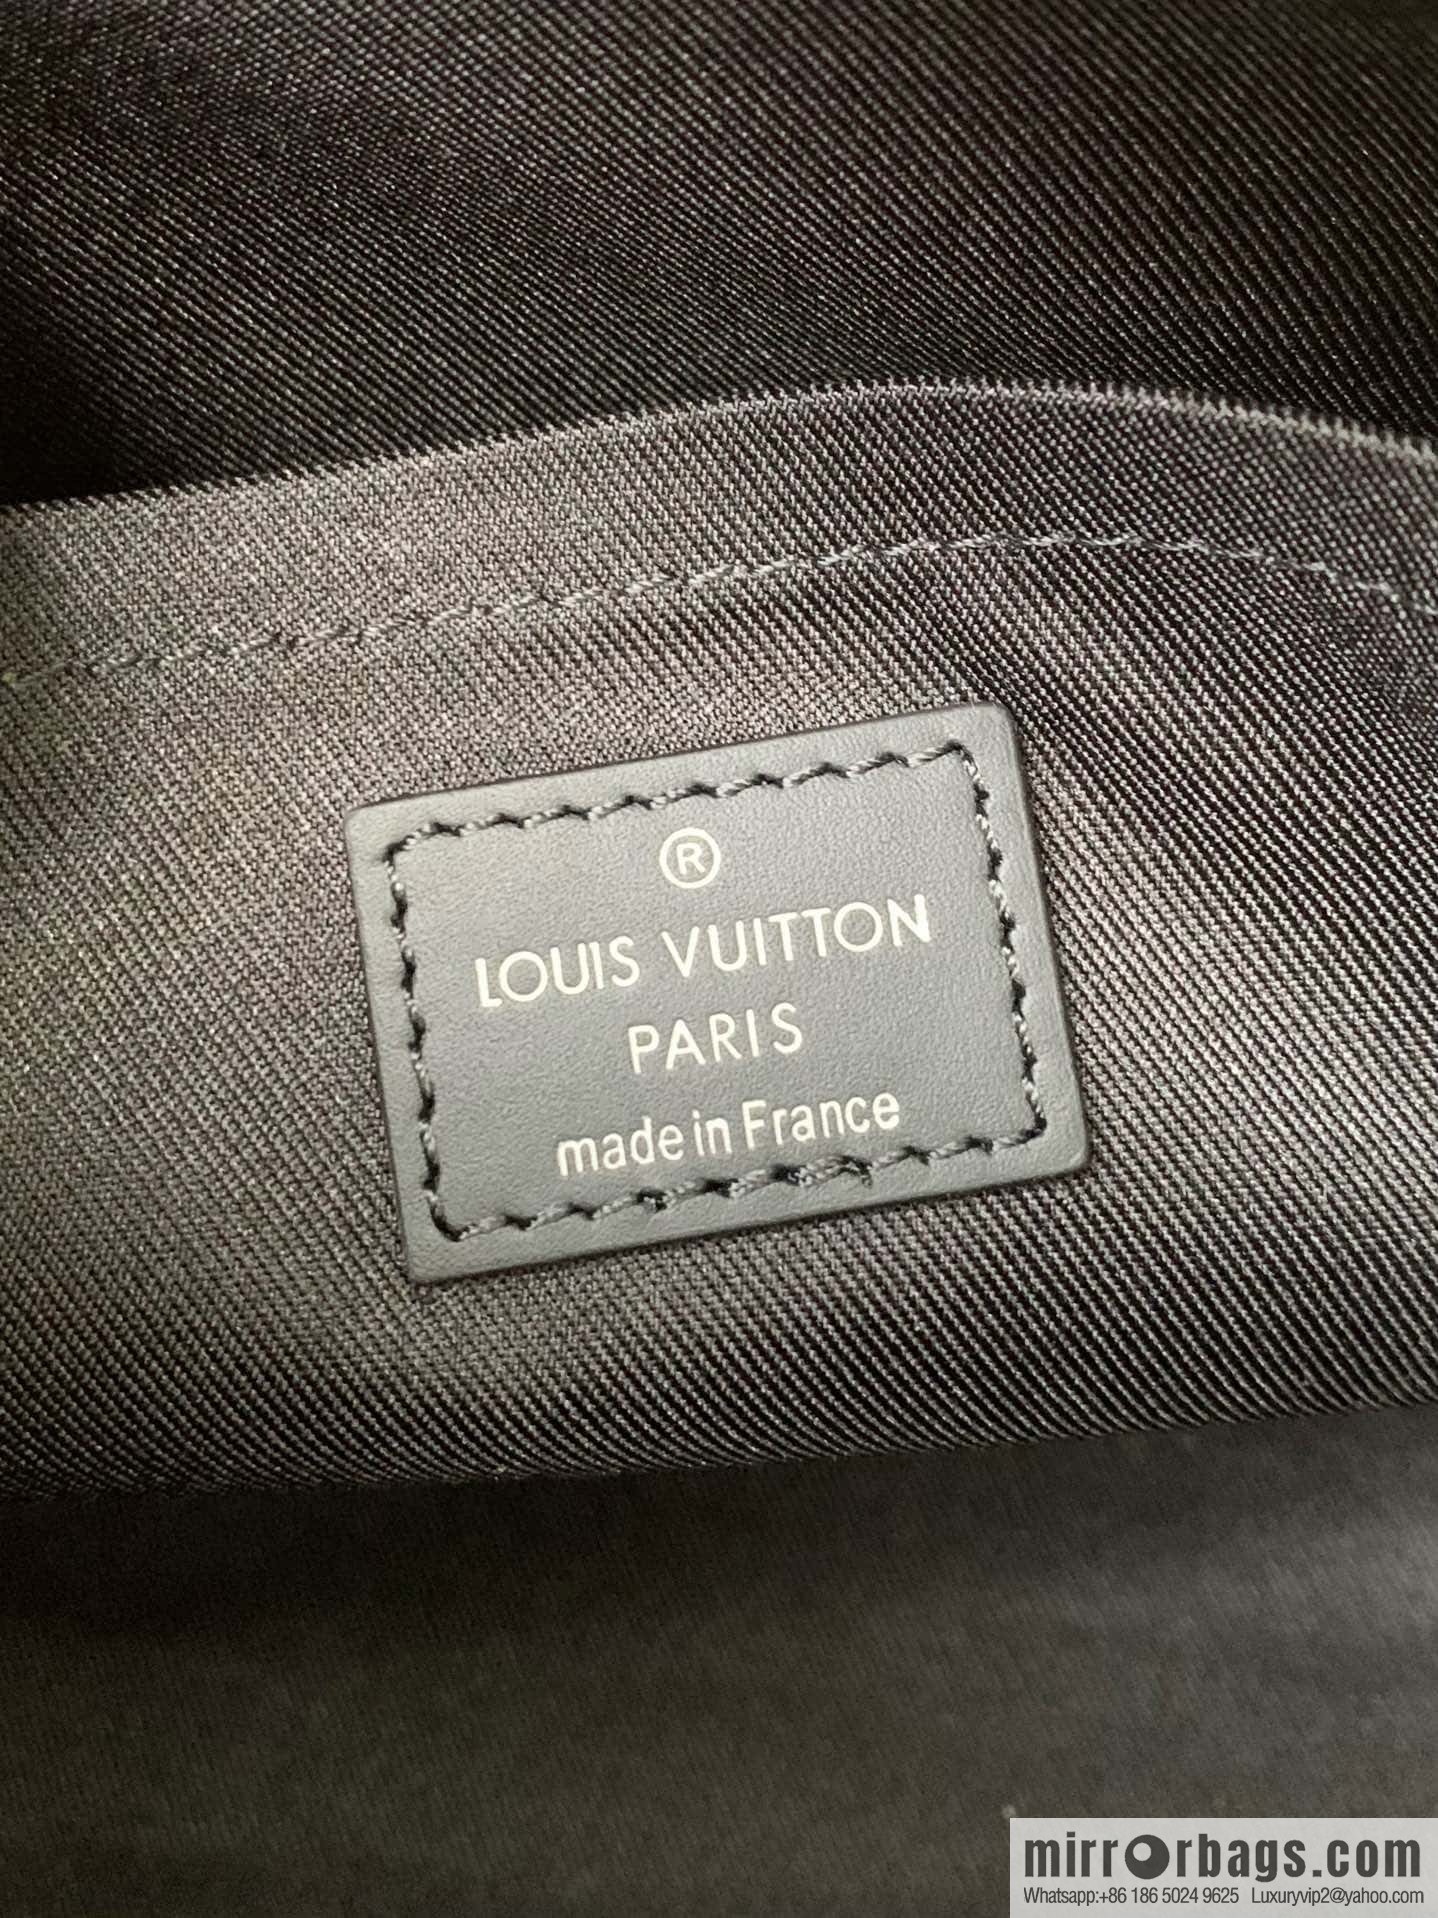 ®
LOUIS VUITTON
PARIS
made in France
mirrorbags.com
Whatsapp:+86 186 5024 9625 Luxuryvip2@yahoo.com